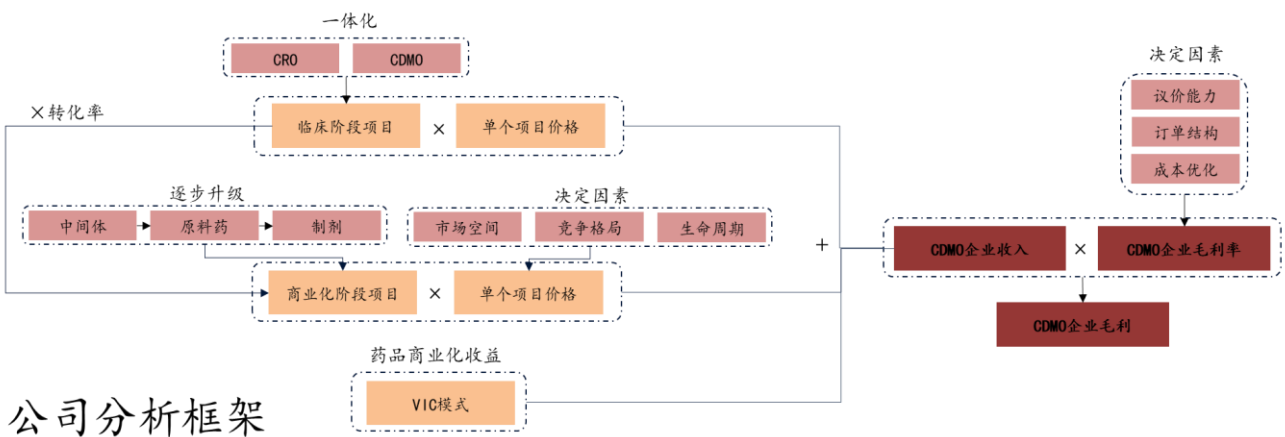 一体化
CRO
CDMO
×转化率
临床阶段项目
×
单个项目价格
逐步升级
中间体
原料药
制剂
决定因素
市场空间
竞争格局
生命周期
商业化阶段项目
×
单个项目价格
药品商业化收益
VIC模式
+
决定因素
议价能力
订单结构
成本优化
CDMO企业收入
×
CDMO企业毛利率
CDMO企业毛利
公司分析框架